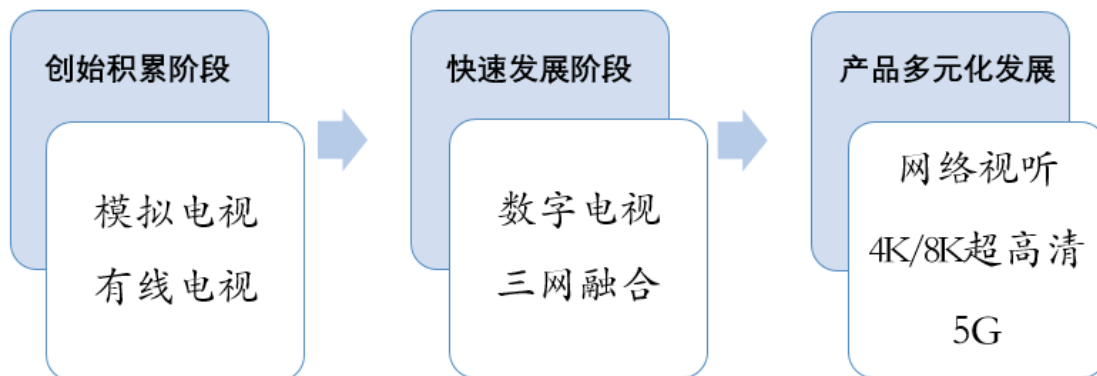 创始积累阶段
模拟电视
有线电视
快速发展阶段
数字电视
三网融合
产品多元化发展
网络视听
4K/8K超高清
5G